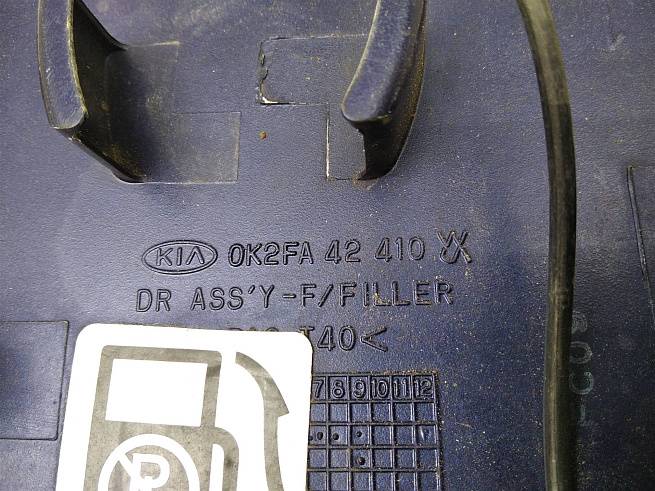 KIA 0K2FA 42 410
DR ASS'Y-F/FILLER
T40<
7 8 9 10 11 12